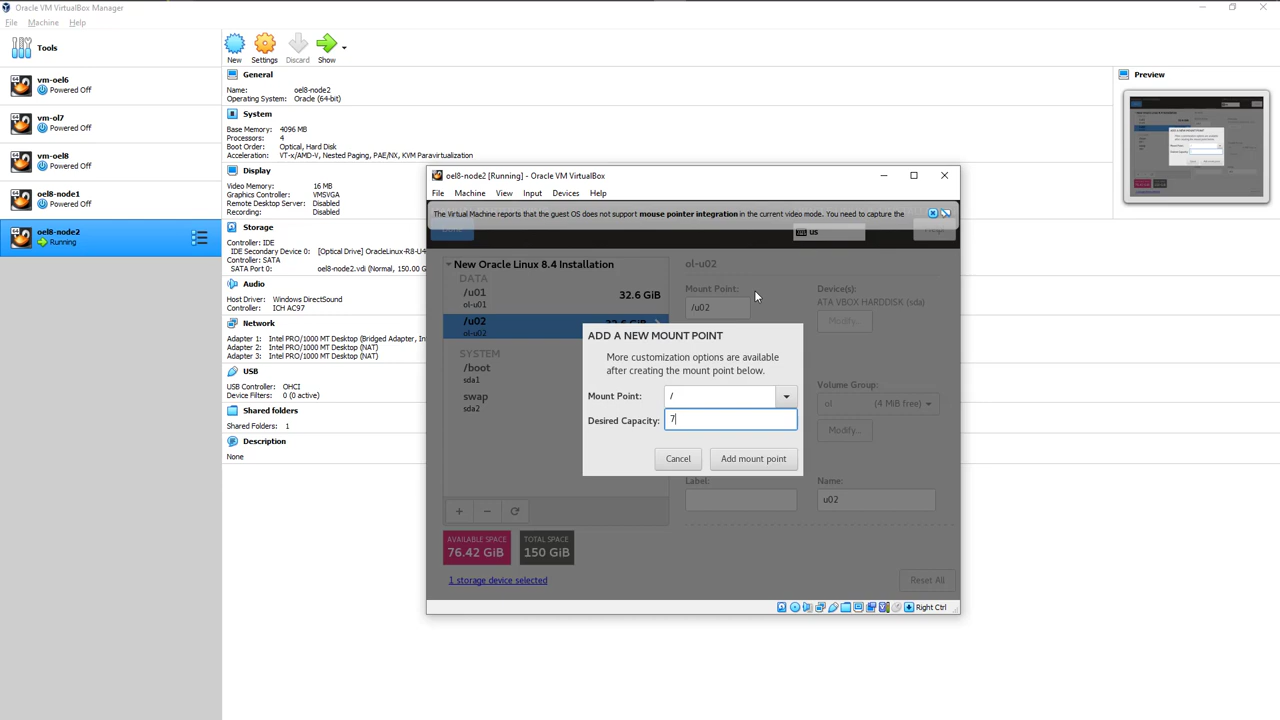 Oracle VM VirtualBox Manager
File Machine Help
Tools
New
Settings
Discard
Show
vm-oel6
Powered Off
vm-ol7
Powered Off
vm-oel8
Powered Off
oel8-node1
Powered Off
oel8-node2
Running
General
Name: oel8-node2
Operating System: Oracle (64-bit)
System
Base Memory: 4096 MB
Processors: 4
Boot Order: Optical, Hard Disk
Acceleration: VT-x/AMD-V, Nested Paging, PAE/NX, KVM Paravirtualization
Display
Video Memory: 16 MB
Graphics Controller: VMSVGA
Remote Desktop Server: Disabled
Recording: Disabled
Storage
Controller: IDE
IDE Secondary Device 0: [Optical Drive] OracleLinux-R8-U4
Controller: SATA
SATA Port 0: oel8-node2.vdi (Normal, 150.00 G
Audio
Host Driver: Windows DirectSound
Controller: ICH AC97
Network
Adapter 1: Intel PRO/1000 MT Desktop (Bridged Adapter, In
Adapter 2: Intel PRO/1000 MT Desktop (NAT)
Adapter 3: Intel PRO/1000 MT Desktop (NAT)
USB
USB Controller: OHCI
Device Filters: 0 (0 active)
Shared folders
Shared Folders: 1
Description
None
Preview
oel8-node2 [Running] - Oracle VM VirtualBox
File Machine View Input Devices Help
The Virtual Machine reports that the guest OS does not support mouse pointer integration in the current video mode. You need to capture the
us
New Oracle Linux 8.4 Installation
DATA
/u01
ol-u01
32.6 GiB
/u02
ol-u02
SYSTEM
/boot
sda1
swap
sda2
+ −
AVAILABLE SPACE
76.42 GiB
TOTAL SPACE
150 GiB
1 storage device selected
ol-u02
Mount Point:
/u02
Device(s):
ATA VBOX HARDDISK (sda)
Modify...
Volume Group:
ol (4 MiB free)
Modify...
Label:
Name:
u02
Reset All
ADD A NEW MOUNT POINT
More customization options are available
after creating the mount point below.
Mount Point: /
Desired Capacity: 7
Cancel
Add mount point
Right Ctrl